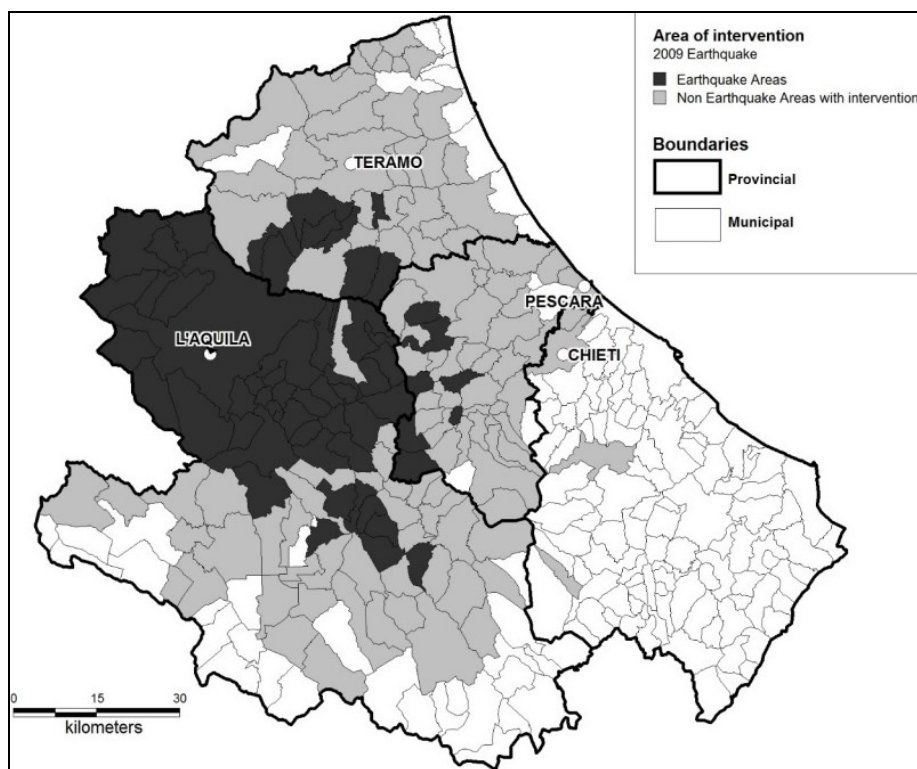 Area of intervention
2009 Earthquake
Earthquake Areas
Non Earthquake Areas with intervention
Boundaries
Provincial
Municipal
TERAMO
PESCARA
L'AQUILA
CHIETI
0 15 30
kilometers